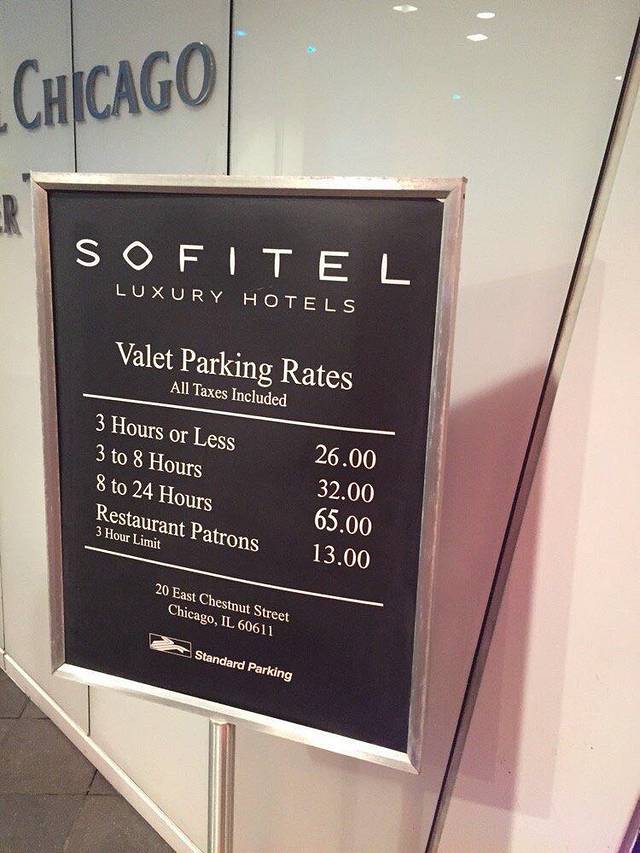 CHICAGO
SOFITEL
LUXURY HOTELS
Valet Parking Rates
All Taxes Included
3 Hours or Less 26.00
3 to 8 Hours 32.00
8 to 24 Hours 65.00
Restaurant Patrons 13.00
3 Hour Limit
20 East Chestnut Street
Chicago, IL 60611
Standard Parking